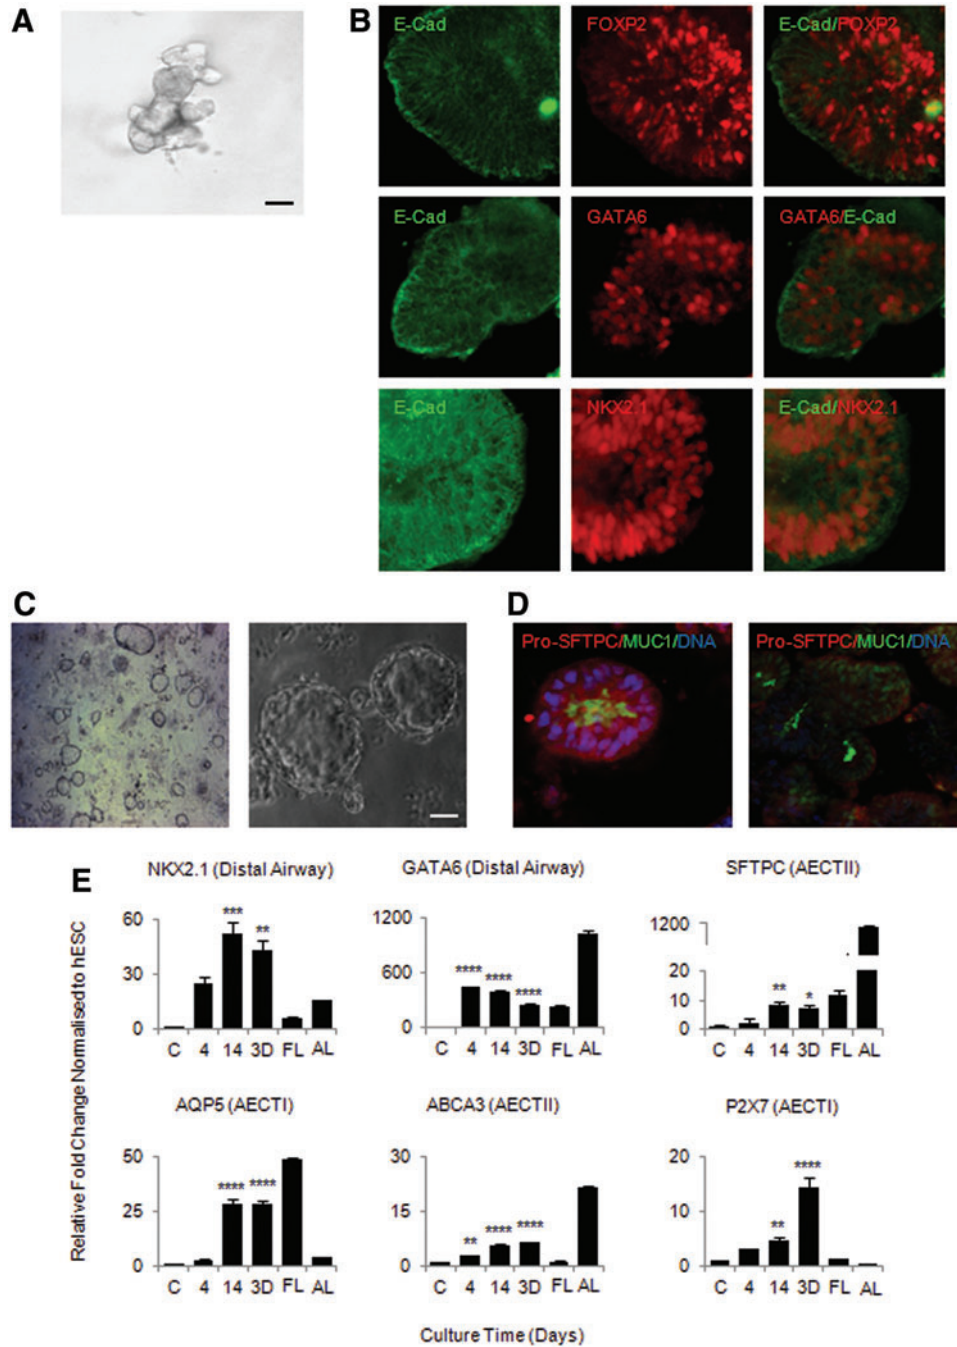 A
B
E-Cad
FOXP2
E-Cad/FOXP2
E-Cad
GATA6
GATA6/E-Cad
E-Cad
NKX2.1
E-Cad/NKX2.1
C
D
Pro-SFTPC/MUC1/DNA
Pro-SFTPC/MUC1/DNA
E
Relative Fold Change Normalised to hESC
NKX2.1 (Distal Airway)
60
30
0
***
**
C 4 14 3D FL AL
GATA6 (Distal Airway)
1200
600
0
****
****
****
C 4 14 3D FL AL
SFTPC (AECTII)
1200
20
10
0
**
*
C 4 14 3D FL AL
AQP5 (AECTI)
50
25
0
****
****
C 4 14 3D FL AL
ABCA3 (AECTII)
30
15
0
**
****
****
C 4 14 3D FL AL
P2X7 (AECTI)
20
10
0
**
****
C 4 14 3D FL AL
Culture Time (Days)